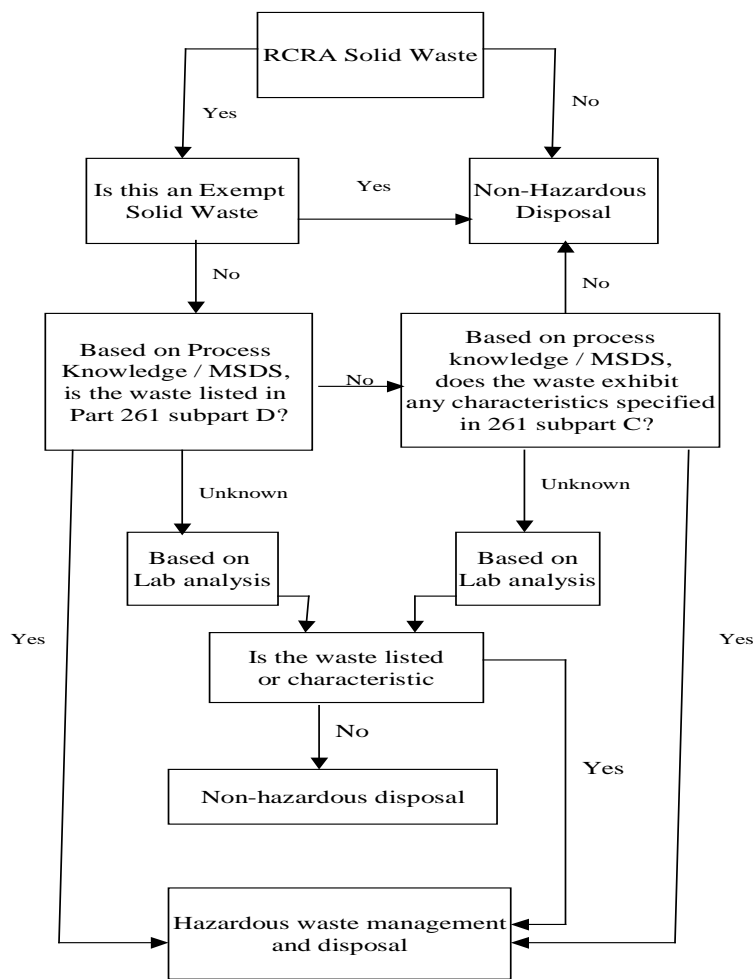 RCRA Solid Waste
Yes
No
Is this an Exempt
Solid Waste
Yes
Non-Hazardous
Disposal
No
No
Based on Process
Knowledge / MSDS,
is the waste listed in
Part 261 subpart D?
No
Based on process
knowledge / MSDS,
does the waste exhibit
any characteristics specified
in 261 subpart C?
Unknown
Unknown
Based on
Lab analysis
Based on
Lab analysis
Yes
Yes
Is the waste listed
or characteristic
No
Yes
Non-hazardous disposal
Hazardous waste management
and disposal